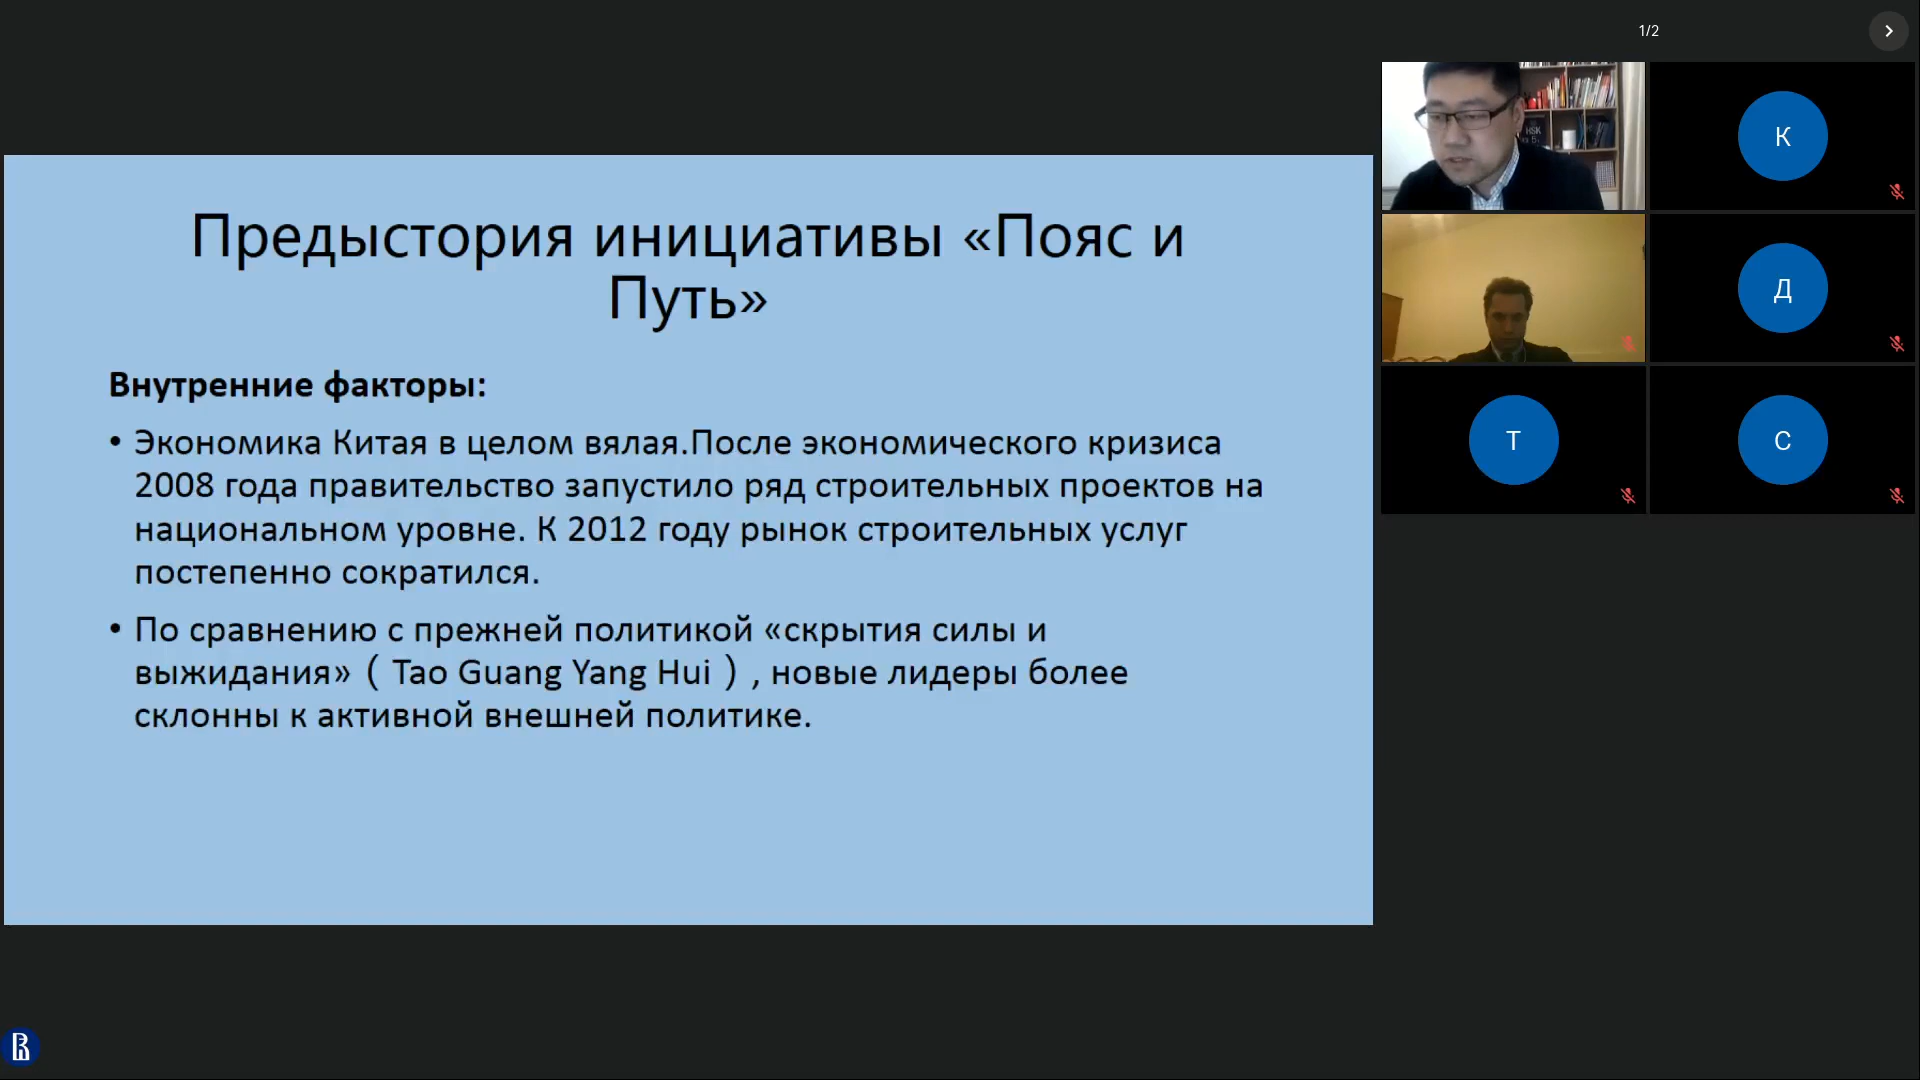 1/2
Предыстория инициативы «Пояс и
Путь»
Внутренние факторы:
• Экономика Китая в целом вялая.После экономического кризиса
2008 года правительство запустило ряд строительных проектов на
национальном уровне. К 2012 году рынок строительных услуг
постепенно сократился.
• По сравнению с прежней политикой «скрытия силы и
выжидания»（ Tao Guang Yang Hui ）, новые лидеры более
склонны к активной внешней политике.
HSK
К
Д
Т
С